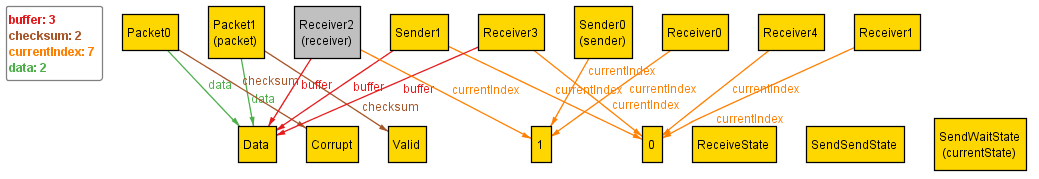 buffer: 3
checksum: 2
currentIndex: 7
data: 2
Packet0
Packet1
(packet)
Receiver2
(receiver)
Sender1
Receiver3
Sender0
(sender)
Receiver0
Receiver4
Receiver1
data
checksum
data
buffer
buffer
buffer
checksum
currentIndex
currentIndex
currentIndex
currentIndex
currentIndex
currentIndex
currentIndex
Data
Corrupt
Valid
1
0
ReceiveState
SendSendState
SendWaitState
(currentState)